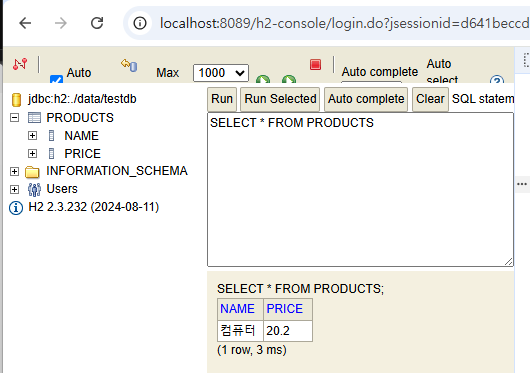 localhost:8089/h2-console/login.do?jsessionid=d641beccd
Auto
Max
1000
Auto complete
Auto
select
jdbc:h2:./data/testdb
PRODUCTS
NAME
PRICE
INFORMATION_SCHEMA
Users
H2 2.3.232 (2024-08-11)
Run
Run Selected
Auto complete
Clear
SQL statem
SELECT * FROM PRODUCTS
SELECT * FROM PRODUCTS;
NAME PRICE
컴퓨터 20.2
(1 row, 3 ms)